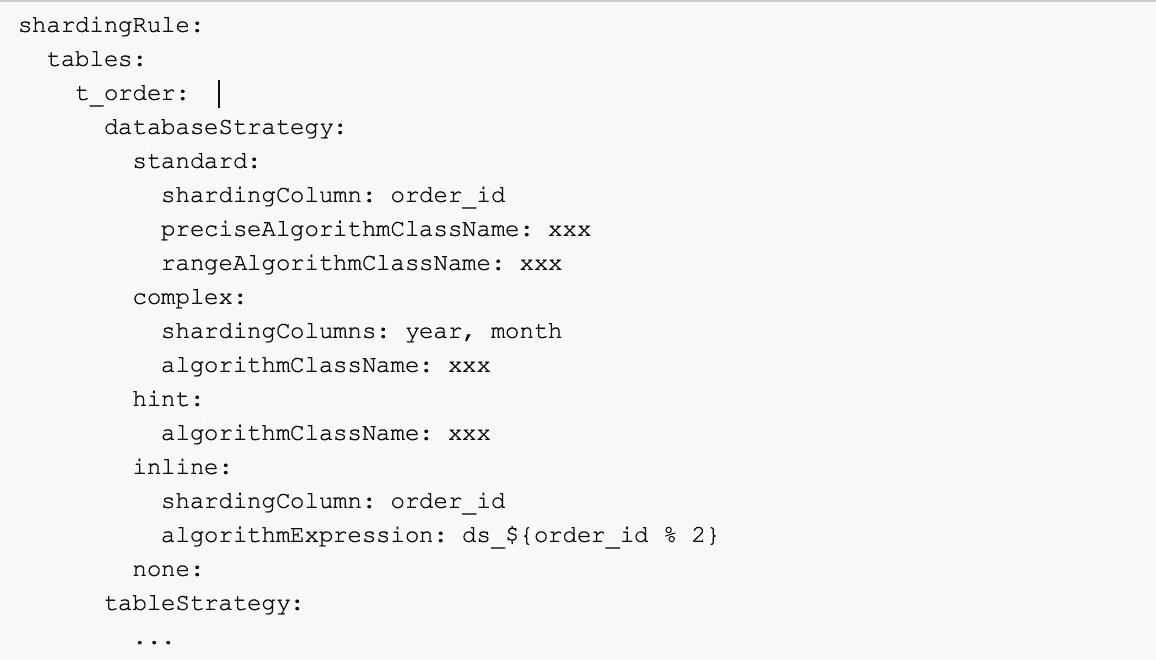 shardingRule:
  tables:
    t_order:
      databaseStrategy:
        standard:
          shardingColumn: order_id
          preciseAlgorithmClassName: xxx
          rangeAlgorithmClassName: xxx
        complex:
          shardingColumns: year, month
          algorithmClassName: xxx
        hint:
          algorithmClassName: xxx
        inline:
          shardingColumn: order_id
          algorithmExpression: ds_${order_id % 2}
        none:
      tableStrategy:
        ...